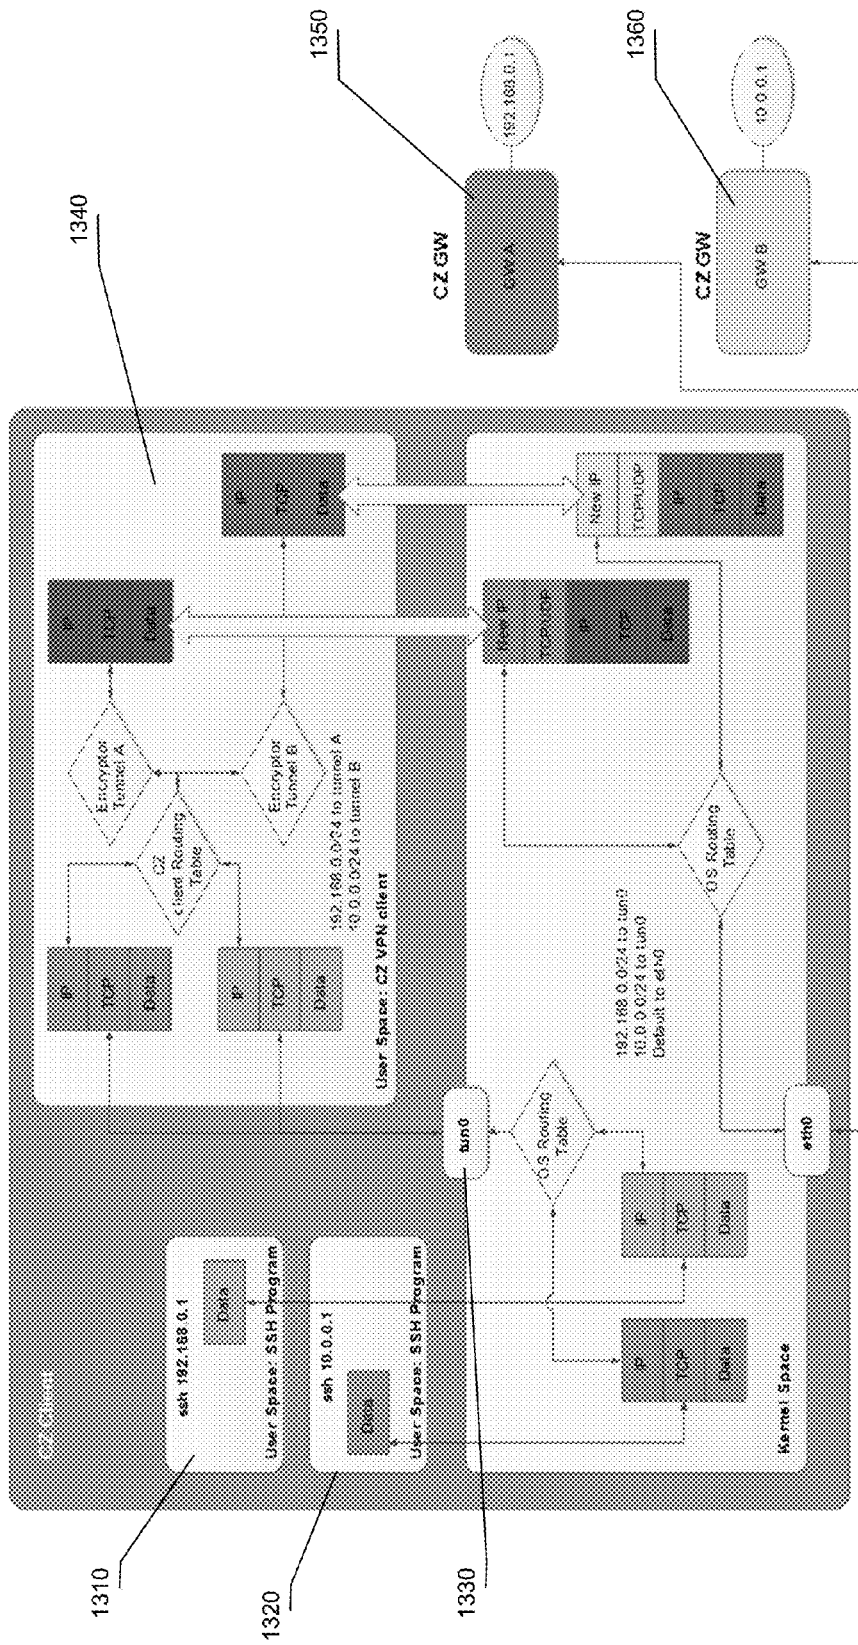 CZ Client
1310
ssh 192.168.0.1
Data
User Space: SSH Program
1320
ssh 10.0.0.1
Data
User Space: SSH Program
1330
tun0
1340
IP
TCP
Data
IP
TCP
Data
CZ
client Routing
Table
Encryptor
Tunnel A
Encryptor
Tunnel B
192.168.0.0/24 to tunnel A
10.0.0.0/24 to tunnel B
IP
TCP
Data
IP
TCP
Data
User Space: CZ VPN client
IP
TCP
Data
IP
TCP
Data
OS Routing
Table
192.168.0.0/24 to tun0
10.0.0.0/24 to tun0
Default to eth0
OS Routing
Table
New IP
TCP/UDP
IP
TCP
Data
New IP
TCP/UDP
IP
TCP
Data
Kernel Space
eth0
1350
CZ GW
GW A
192.168.0.1
1360
CZ GW
GW B
10.0.0.1